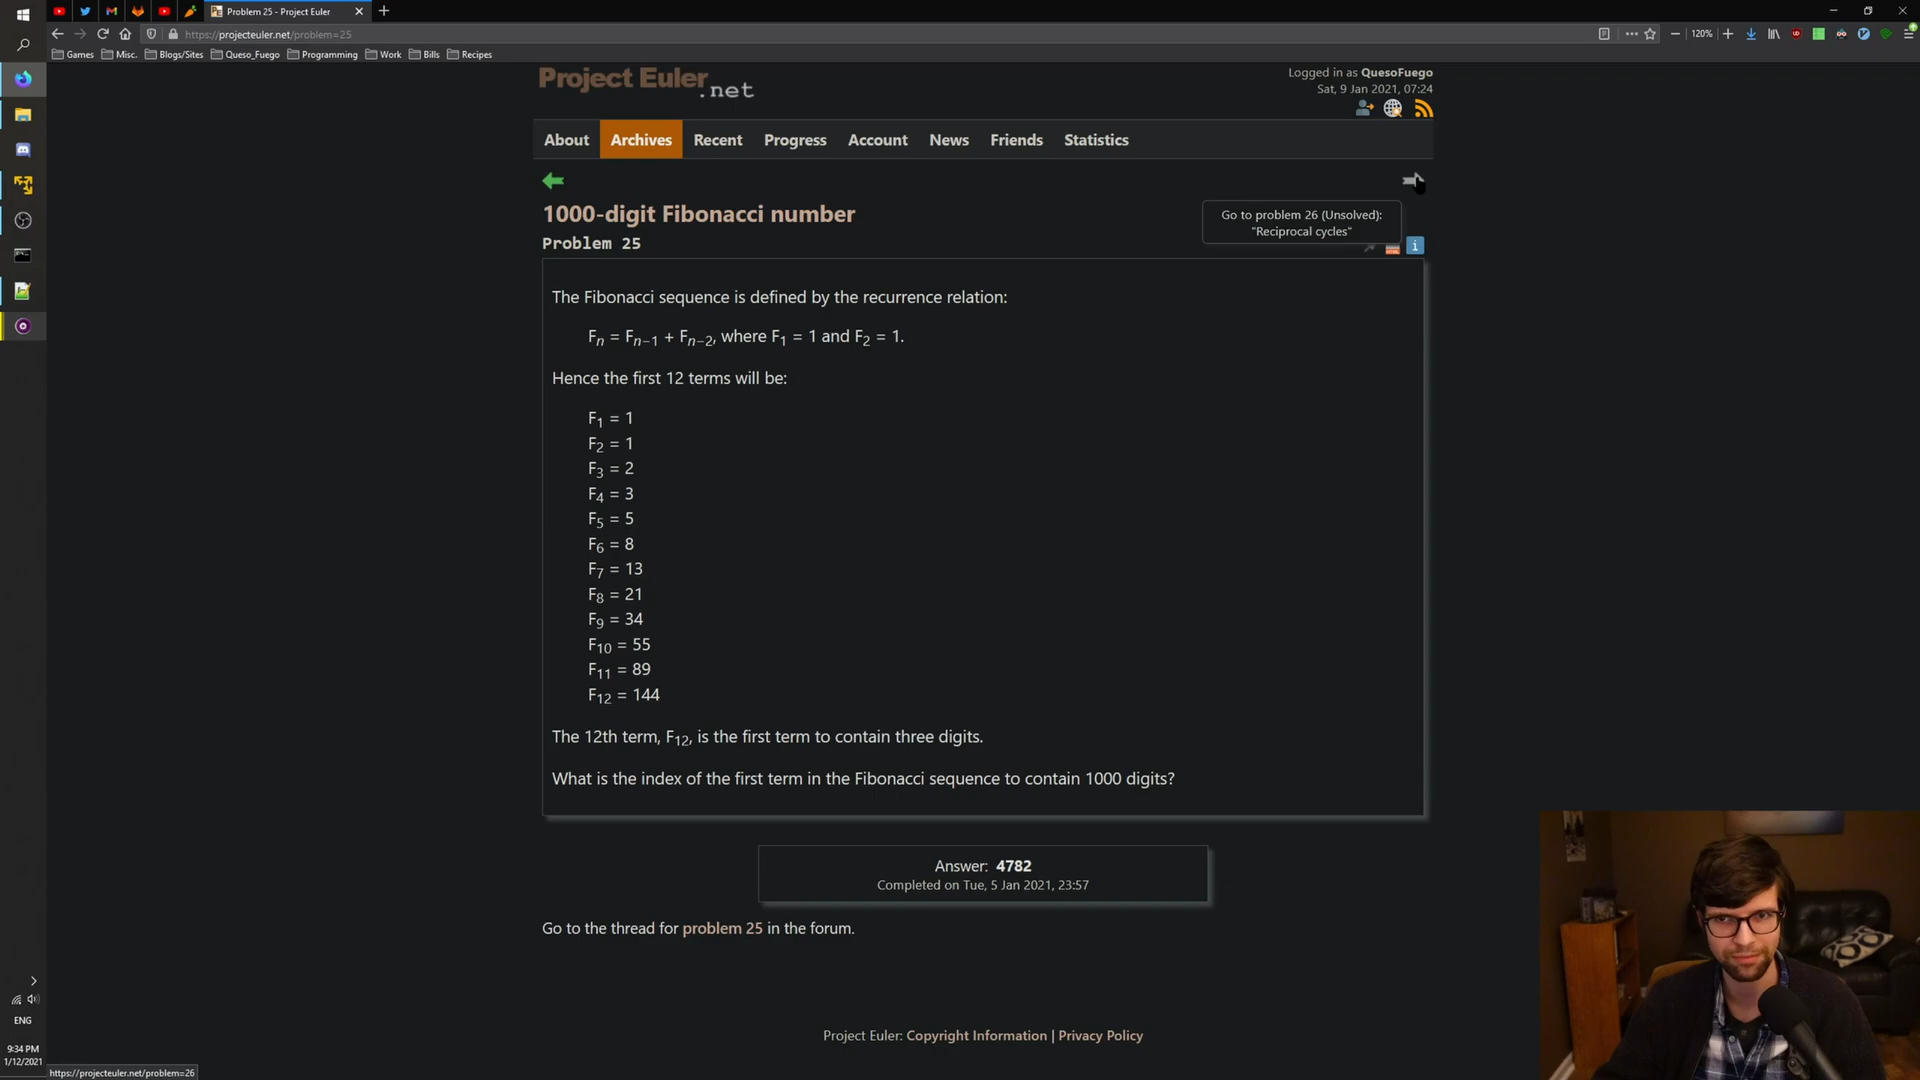 Problem 25 - Project Euler
https://projecteuler.net/problem=25
120%
Games
Misc.
Blogs/Sites
Queso_Fuego
Programming
Work
Bills
Recipes
Project Euler
.net
Logged in as QuesoFuego
Sat, 9 Jan 2021, 07:24
About
Archives
Recent
Progress
Account
News
Friends
Statistics
1000-digit Fibonacci number
Go to problem 26 (Unsolved):
"Reciprocal cycles"
Problem 25
The Fibonacci sequence is defined by the recurrence relation:
Fn = Fn−1 + Fn−2, where F1 = 1 and F2 = 1.
Hence the first 12 terms will be:
F1 = 1
F2 = 1
F3 = 2
F4 = 3
F5 = 5
F6 = 8
F7 = 13
F8 = 21
F9 = 34
F10 = 55
F11 = 89
F12 = 144
The 12th term, F12, is the first term to contain three digits.
What is the index of the first term in the Fibonacci sequence to contain 1000 digits?
Answer: 4782
Completed on Tue, 5 Jan 2021, 23:57
Go to the thread for problem 25 in the forum.
Project Euler: Copyright Information | Privacy Policy
ENG
9:34 PM
1/12/2021
https://projecteuler.net/problem=26